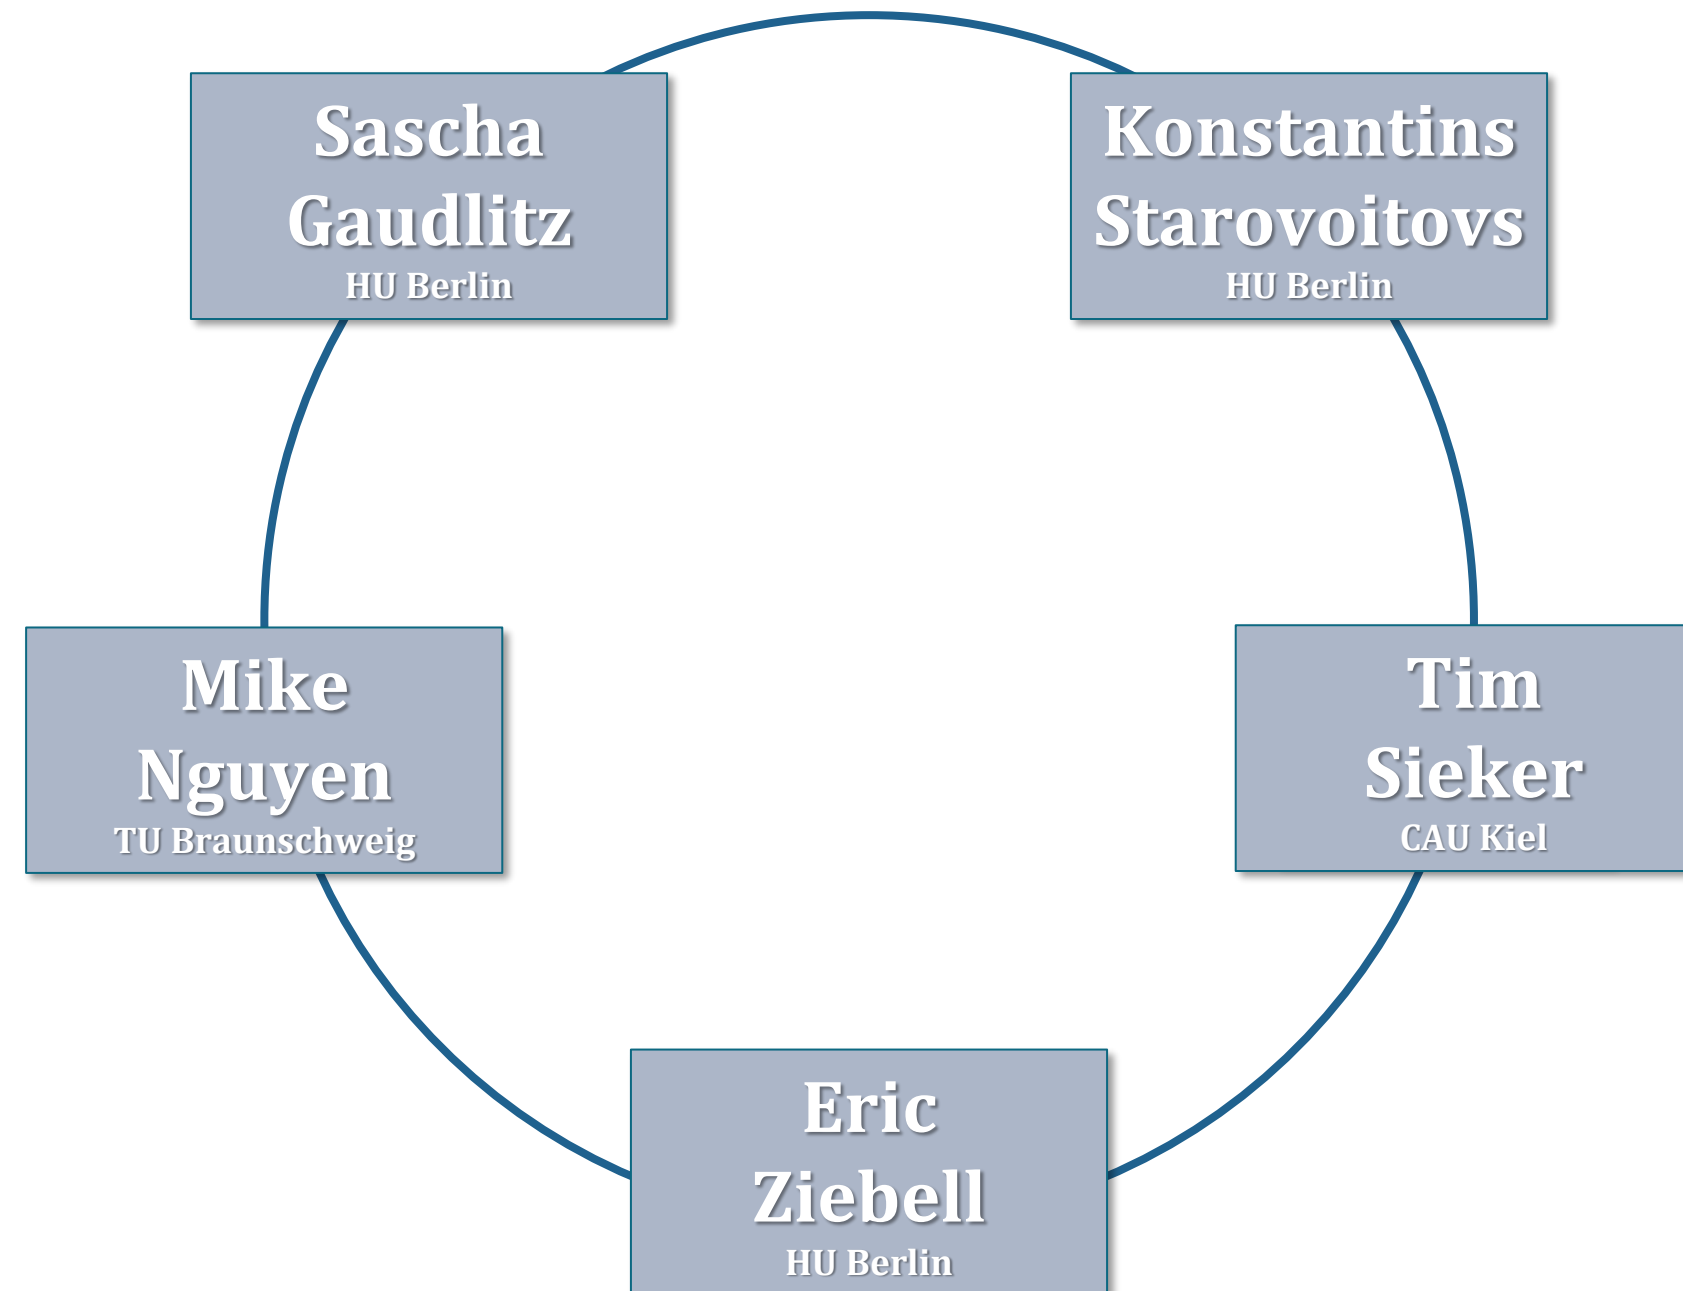 Sascha
Gaudlitz
HU Berlin
Konstantins
Starovoitovs
HU Berlin
Mike
Nguyen
TU Braunschweig
Tim
Sieker
CAU Kiel
Eric
Ziebell
HU Berlin